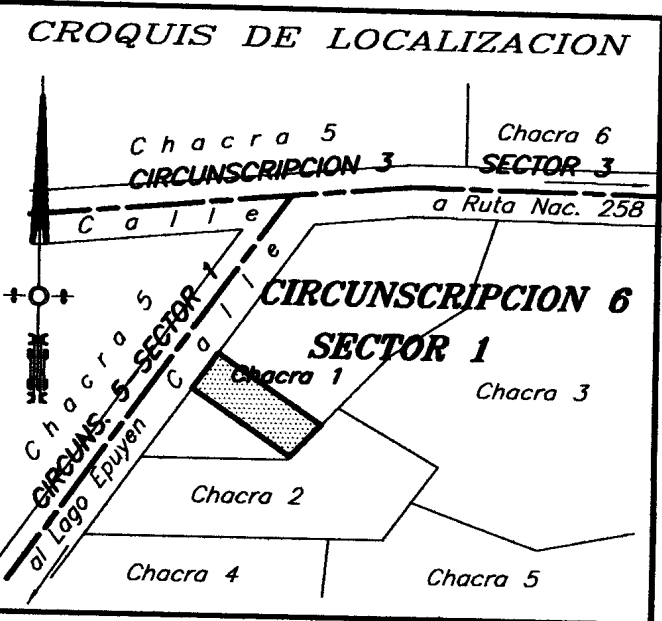 CROQUIS DE LOCALIZACION
Chacra 5
Chacra 6
CIRCUNSCRIPCION 3
SECTOR 3
Calle
a Ruta Nac. 258
Calle
Chacra 5
CIRCUNS. 5 SECTOR 1
al Lago Epuyen
CIRCUNSCRIPCION 6
SECTOR 1
Chacra 1
Chacra 3
Chacra 2
Chacra 4
Chacra 5